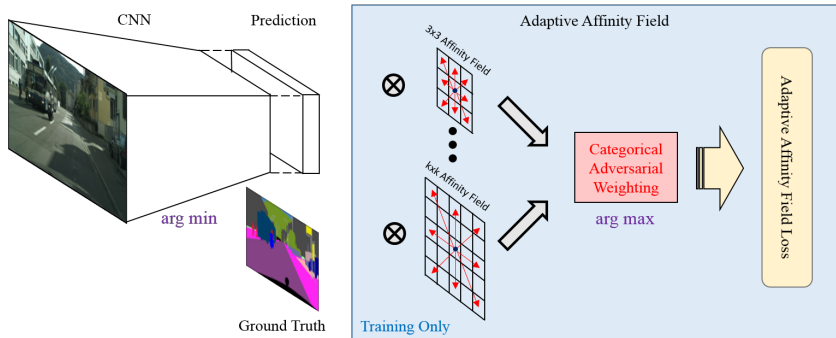 CNN
Prediction
Adaptive Affinity Field
3x3 Affinity Field
kxk Affinity Field
Categorical
Adversarial
Weighting
arg min
arg max
Adaptive Affinity Field Loss
Ground Truth
Training Only